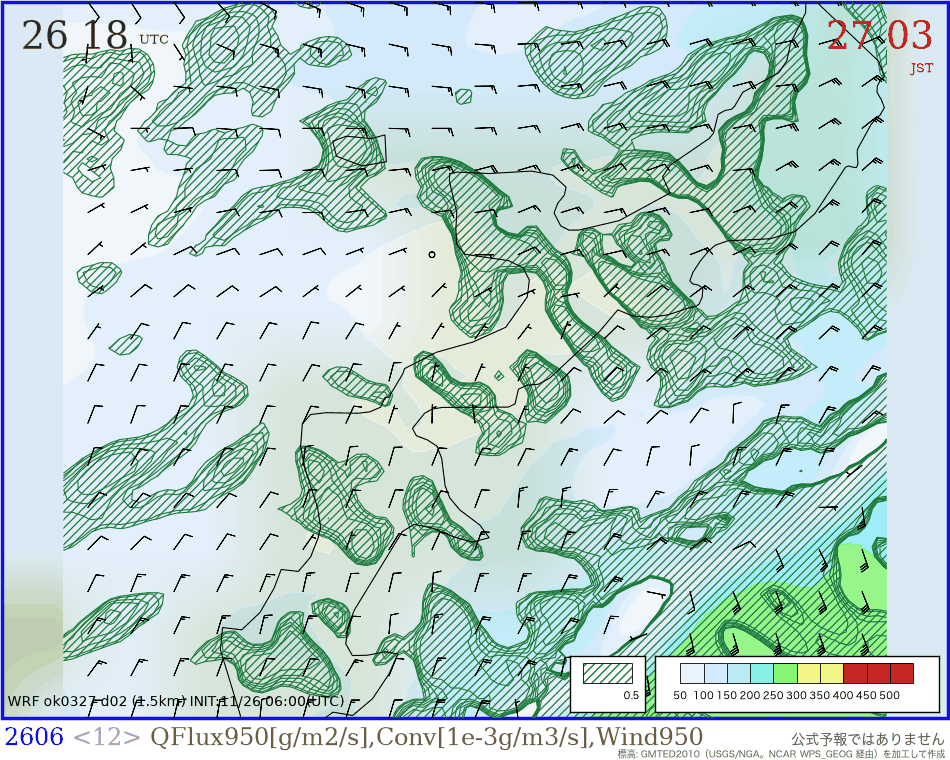 26 18 UTC
27 03
JST
WRF ok0327-d02 (1.5km) INIT:11/26 06:00(UTC)
0.5
50 100 150 200 250 300 350 400 450 500
2606 <12> QFlux950[g/m2/s],Conv[1e-3g/m3/s],Wind950
公式予報ではありません
標高: GMTED2010（USGS/NGA。NCAR WPS_GEOG 経由）を加工して作成